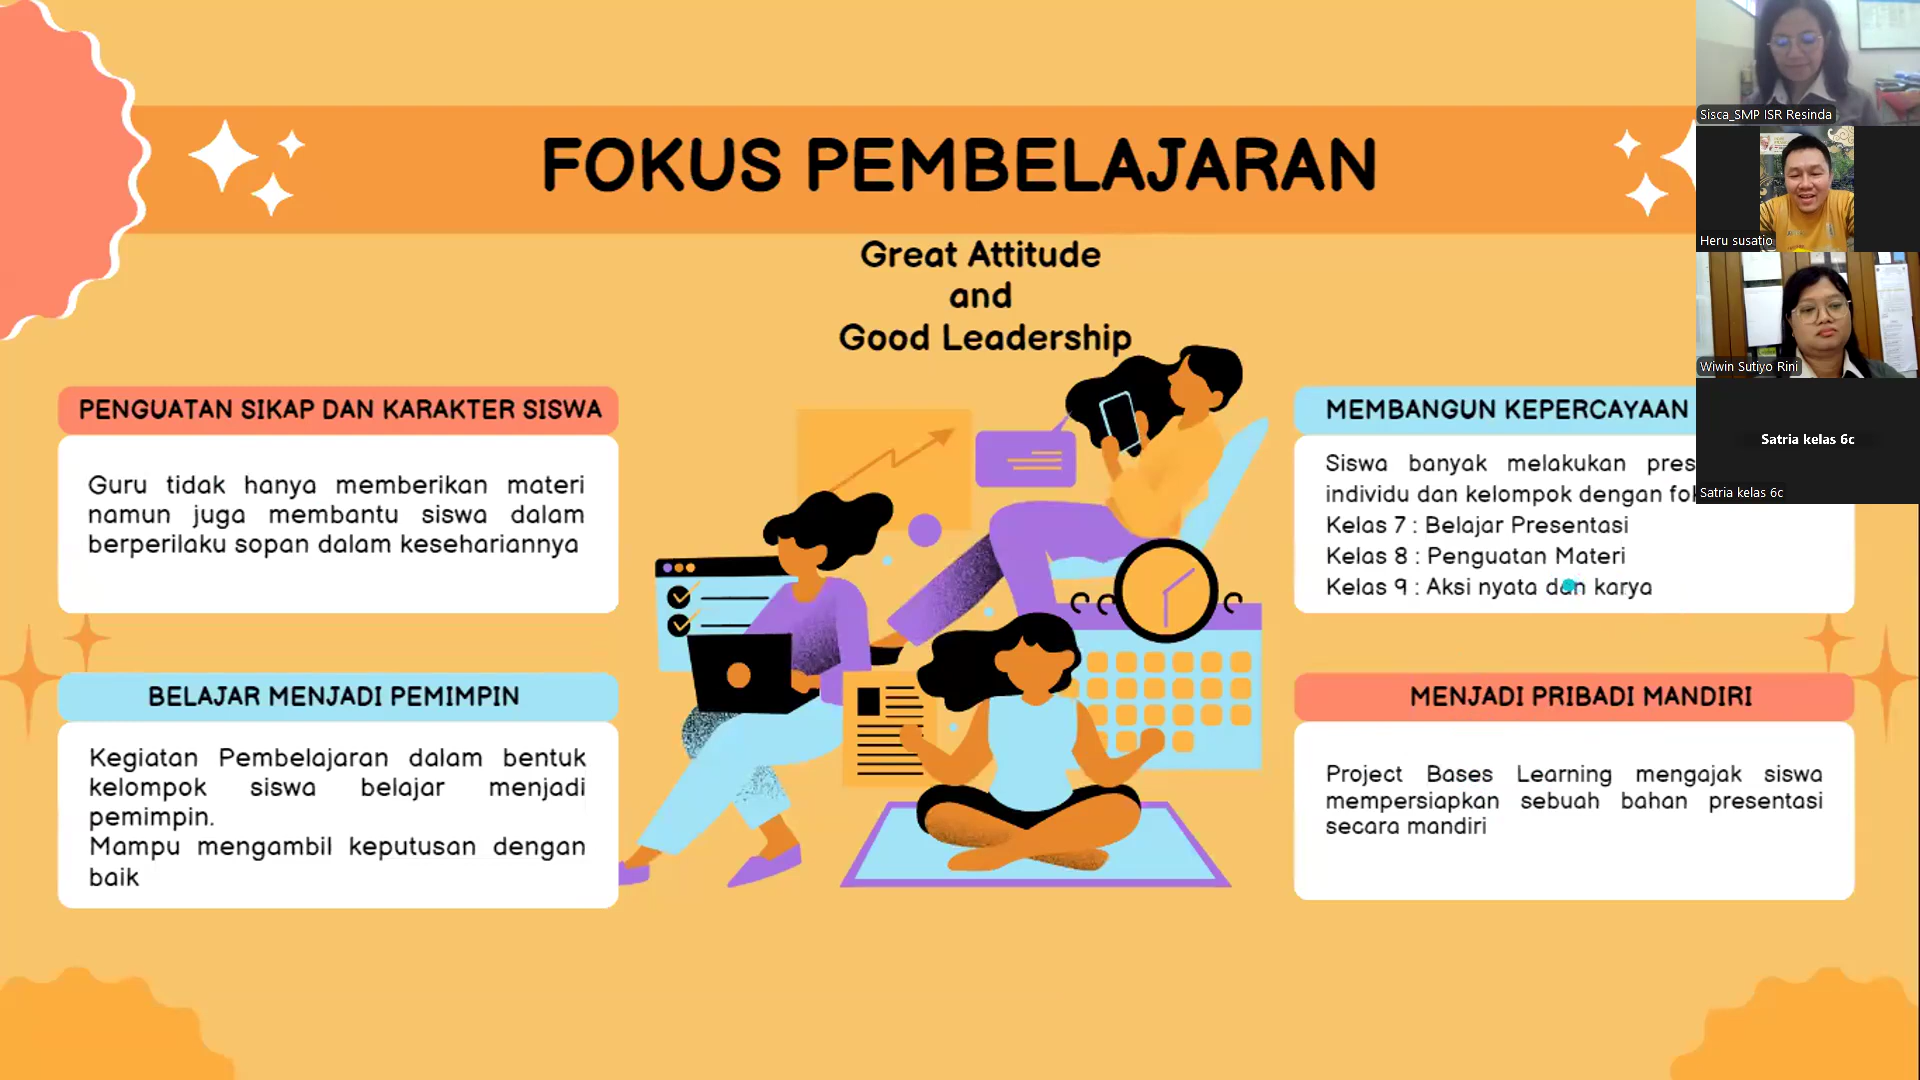 FOKUS PEMBELAJARAN
Great Attitude
and
Good Leadership
PENGUATAN SIKAP DAN KARAKTER SISWA
Guru tidak hanya memberikan materi
namun juga membantu siswa dalam
berperilaku sopan dalam kesehariannya
BELAJAR MENJADI PEMIMPIN
Kegiatan Pembelajaran dalam bentuk
kelompok siswa belajar menjadi
pemimpin.
Mampu mengambil keputusan dengan
baik
MEMBANGUN KEPERCAYAAN
Siswa banyak melakukan
individu dan kelompok dengan
Kelas 7 : Belajar Presentasi
Kelas 8 : Penguatan Materi
Kelas 9 : Aksi nyata dan karya
MENJADI PRIBADI MANDIRI
Project Bases Learning mengajak siswa
mempersiapkan sebuah bahan presentasi
secara mandiri
Sisca_SMP ISR Resinda
Heru susatio
Wiwin Sutiyo Rini
Satria kelas 6c
Satria kelas 6c